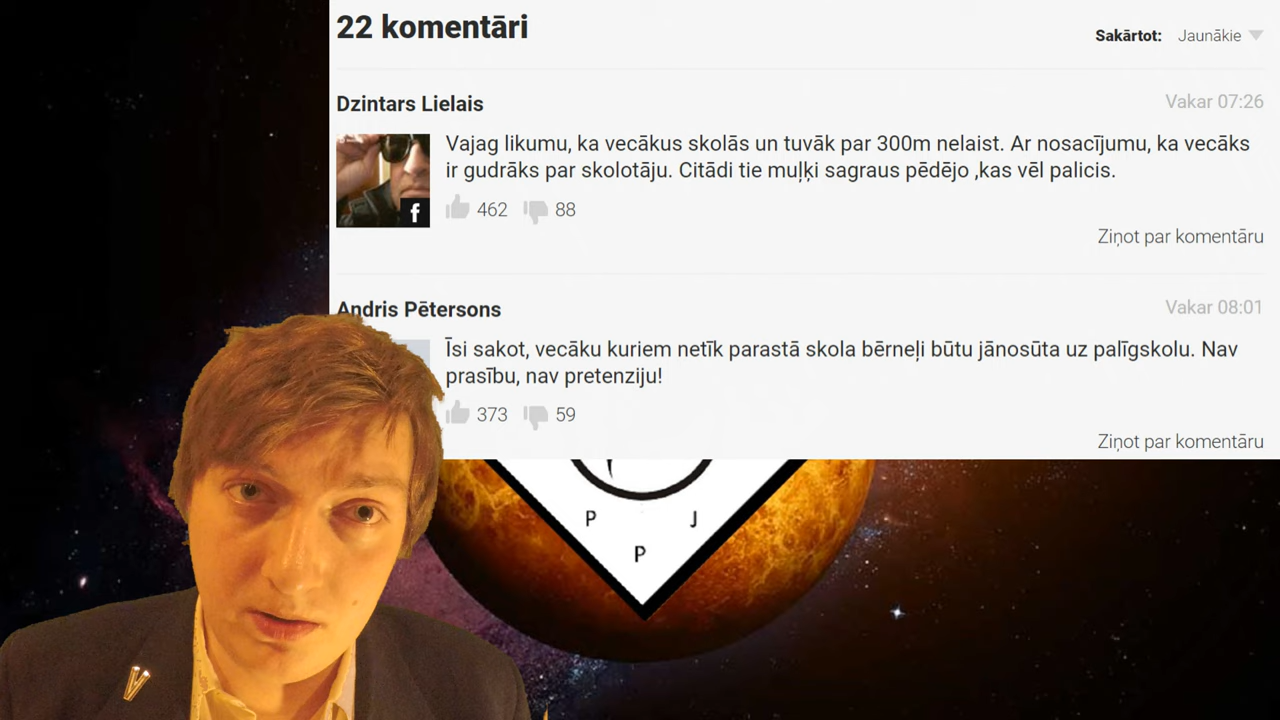 22 komentāri
Sakārtot: Jaunākie
Dzintars Lielais
Vakar 07:26
Vajag likumu, ka vecākus skolās un tuvāk par 300m nelaist. Ar nosacījumu, ka vecāks
ir gudrāks par skolotāju. Citādi tie muļķi sagraus pēdējo ,kas vēl palicis.
f
462 88
Ziņot par komentāru
Andris Pētersons
Vakar 08:01
Īsi sakot, vecāku kuriem netīk parastā skola bērneļi būtu jānosūta uz palīgskolu. Nav
prasību, nav pretenziju!
373 59
Ziņot par komentāru
P J
P